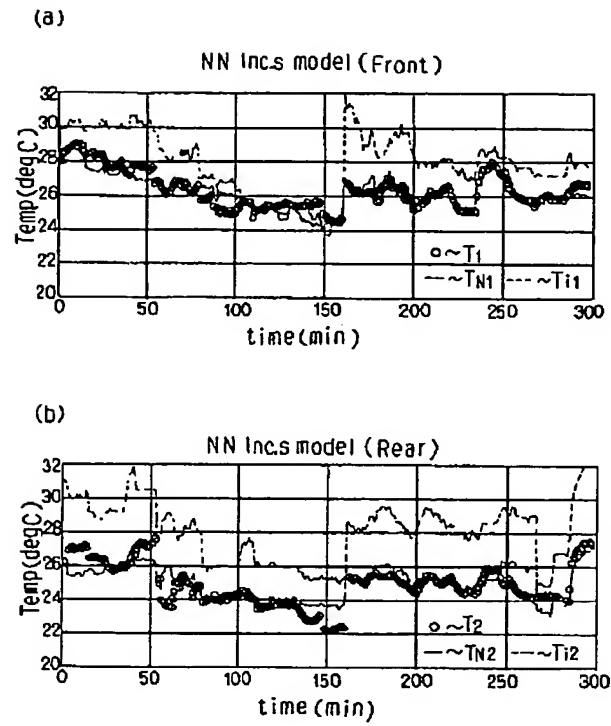 (a)
NN Inc.s model (Front)
Temp(degC)
32
30
28
26
24
22
20
○~T1
—~TN1 ----~Ti1
0 50 100 150 200 250 300
time(min)
(b)
NN Inc.s model (Rear)
Temp(degC)
32
30
28
26
24
22
20
○~T2
—~TN2 ----~Ti2
0 50 100 150 200 250 300
time (min)